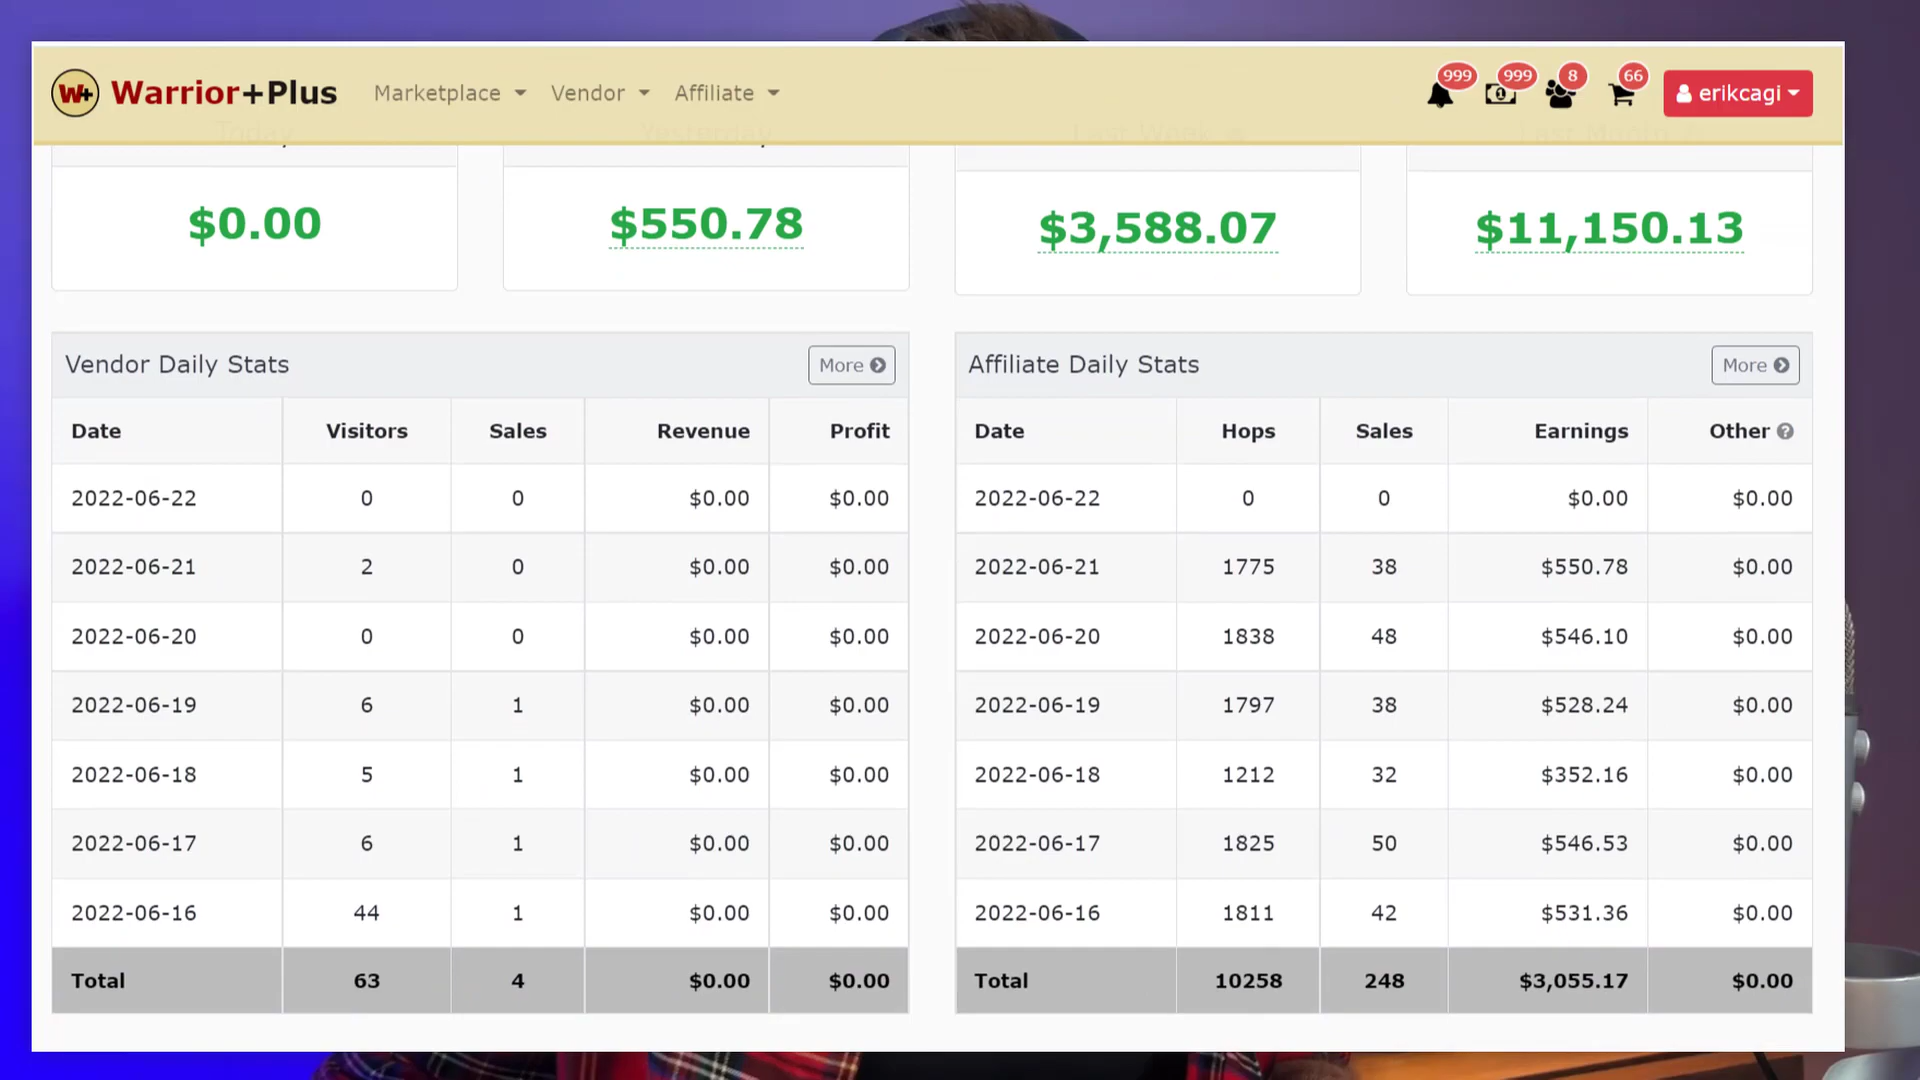 W+ Warrior+Plus Marketplace Vendor Affiliate 999 999 8 66 erikcagi
Today Yesterday Last Week Last Month
$0.00 $550.78 $3,588.07 $11,150.13
Vendor Daily Stats More
Date Visitors Sales Revenue Profit
2022-06-22 0 0 $0.00 $0.00
2022-06-21 2 0 $0.00 $0.00
2022-06-20 0 0 $0.00 $0.00
2022-06-19 6 1 $0.00 $0.00
2022-06-18 5 1 $0.00 $0.00
2022-06-17 6 1 $0.00 $0.00
2022-06-16 44 1 $0.00 $0.00
Total 63 4 $0.00 $0.00
Affiliate Daily Stats More
Date Hops Sales Earnings Other ?
2022-06-22 0 0 $0.00 $0.00
2022-06-21 1775 38 $550.78 $0.00
2022-06-20 1838 48 $546.10 $0.00
2022-06-19 1797 38 $528.24 $0.00
2022-06-18 1212 32 $352.16 $0.00
2022-06-17 1825 50 $546.53 $0.00
2022-06-16 1811 42 $531.36 $0.00
Total 10258 248 $3,055.17 $0.00